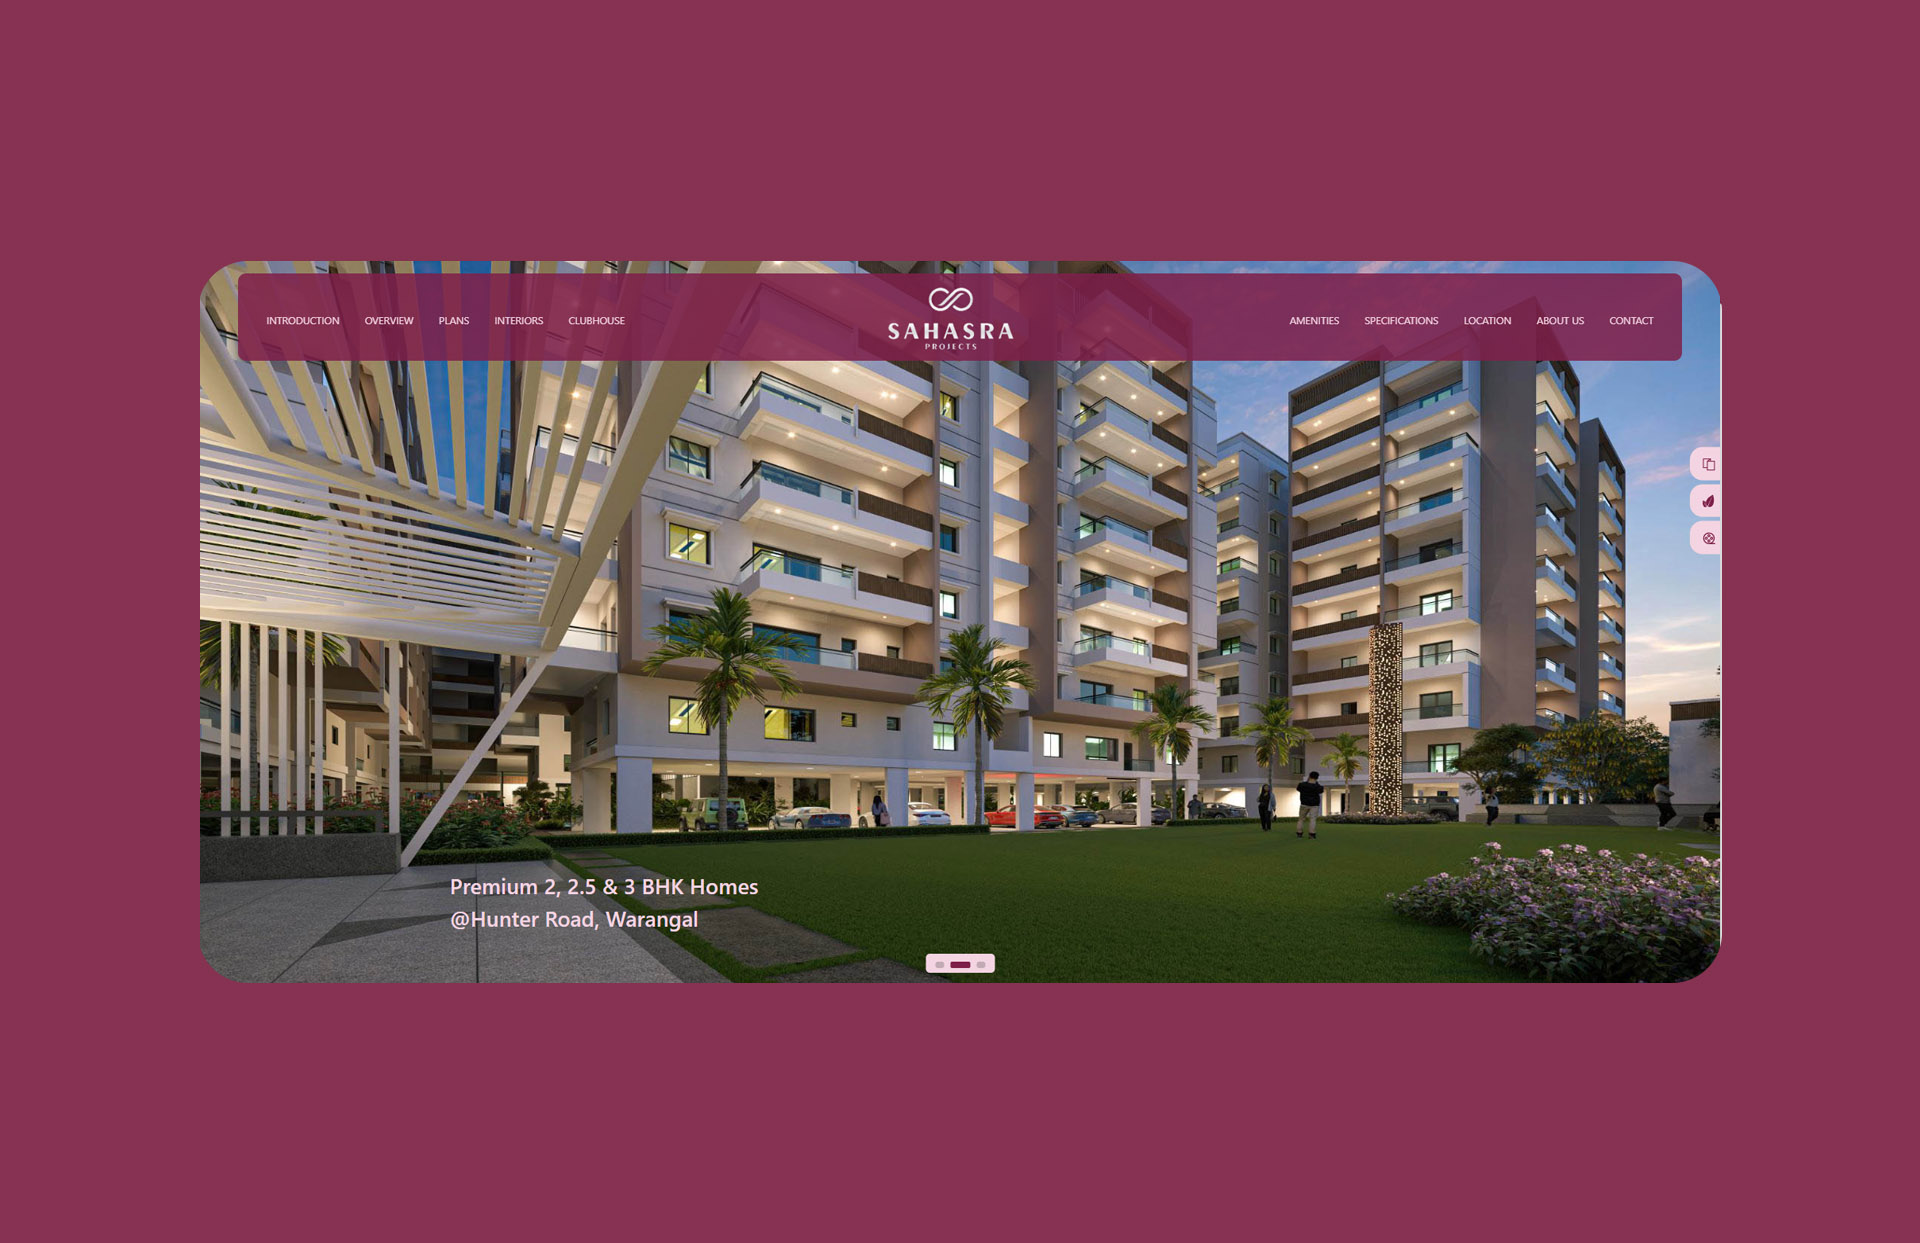 INTRODUCTION OVERVIEW PLANS INTERIORS CLUBHOUSE
SAHASRA
PROJECTS
AMENITIES SPECIFICATIONS LOCATION ABOUT US CONTACT
Premium 2, 2.5 & 3 BHK Homes
@Hunter Road, Warangal